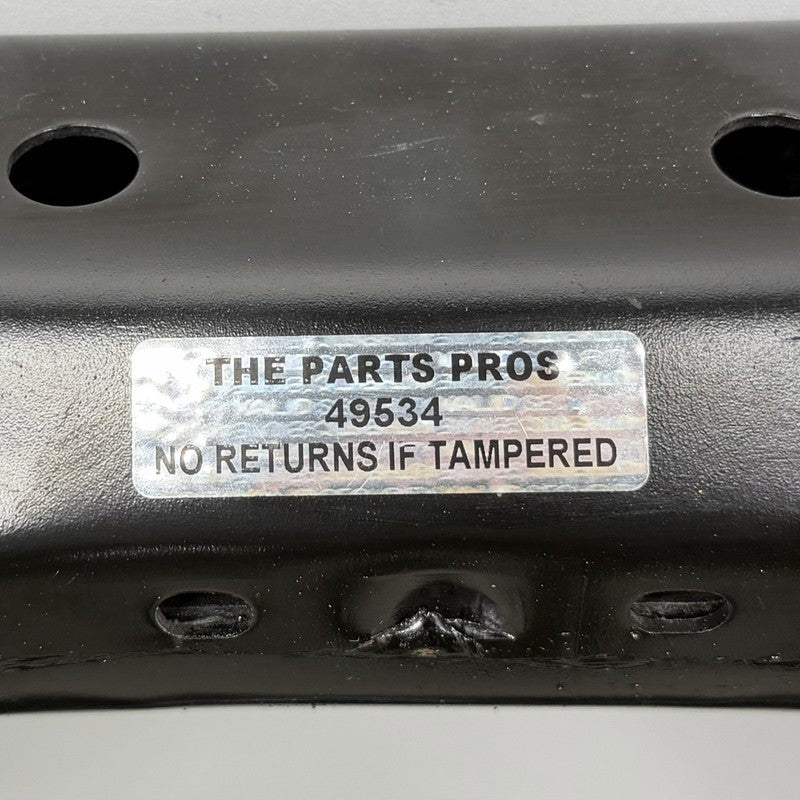 THE PARTS PROS
49534
NO RETURNS IF TAMPERED